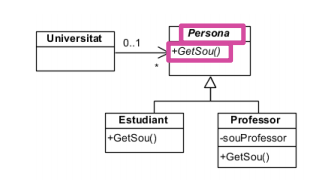 Universitat
Persona
0..1
+GetSou()
*
Estudiant
Professor
+GetSou()
-souProfessor
+GetSou()